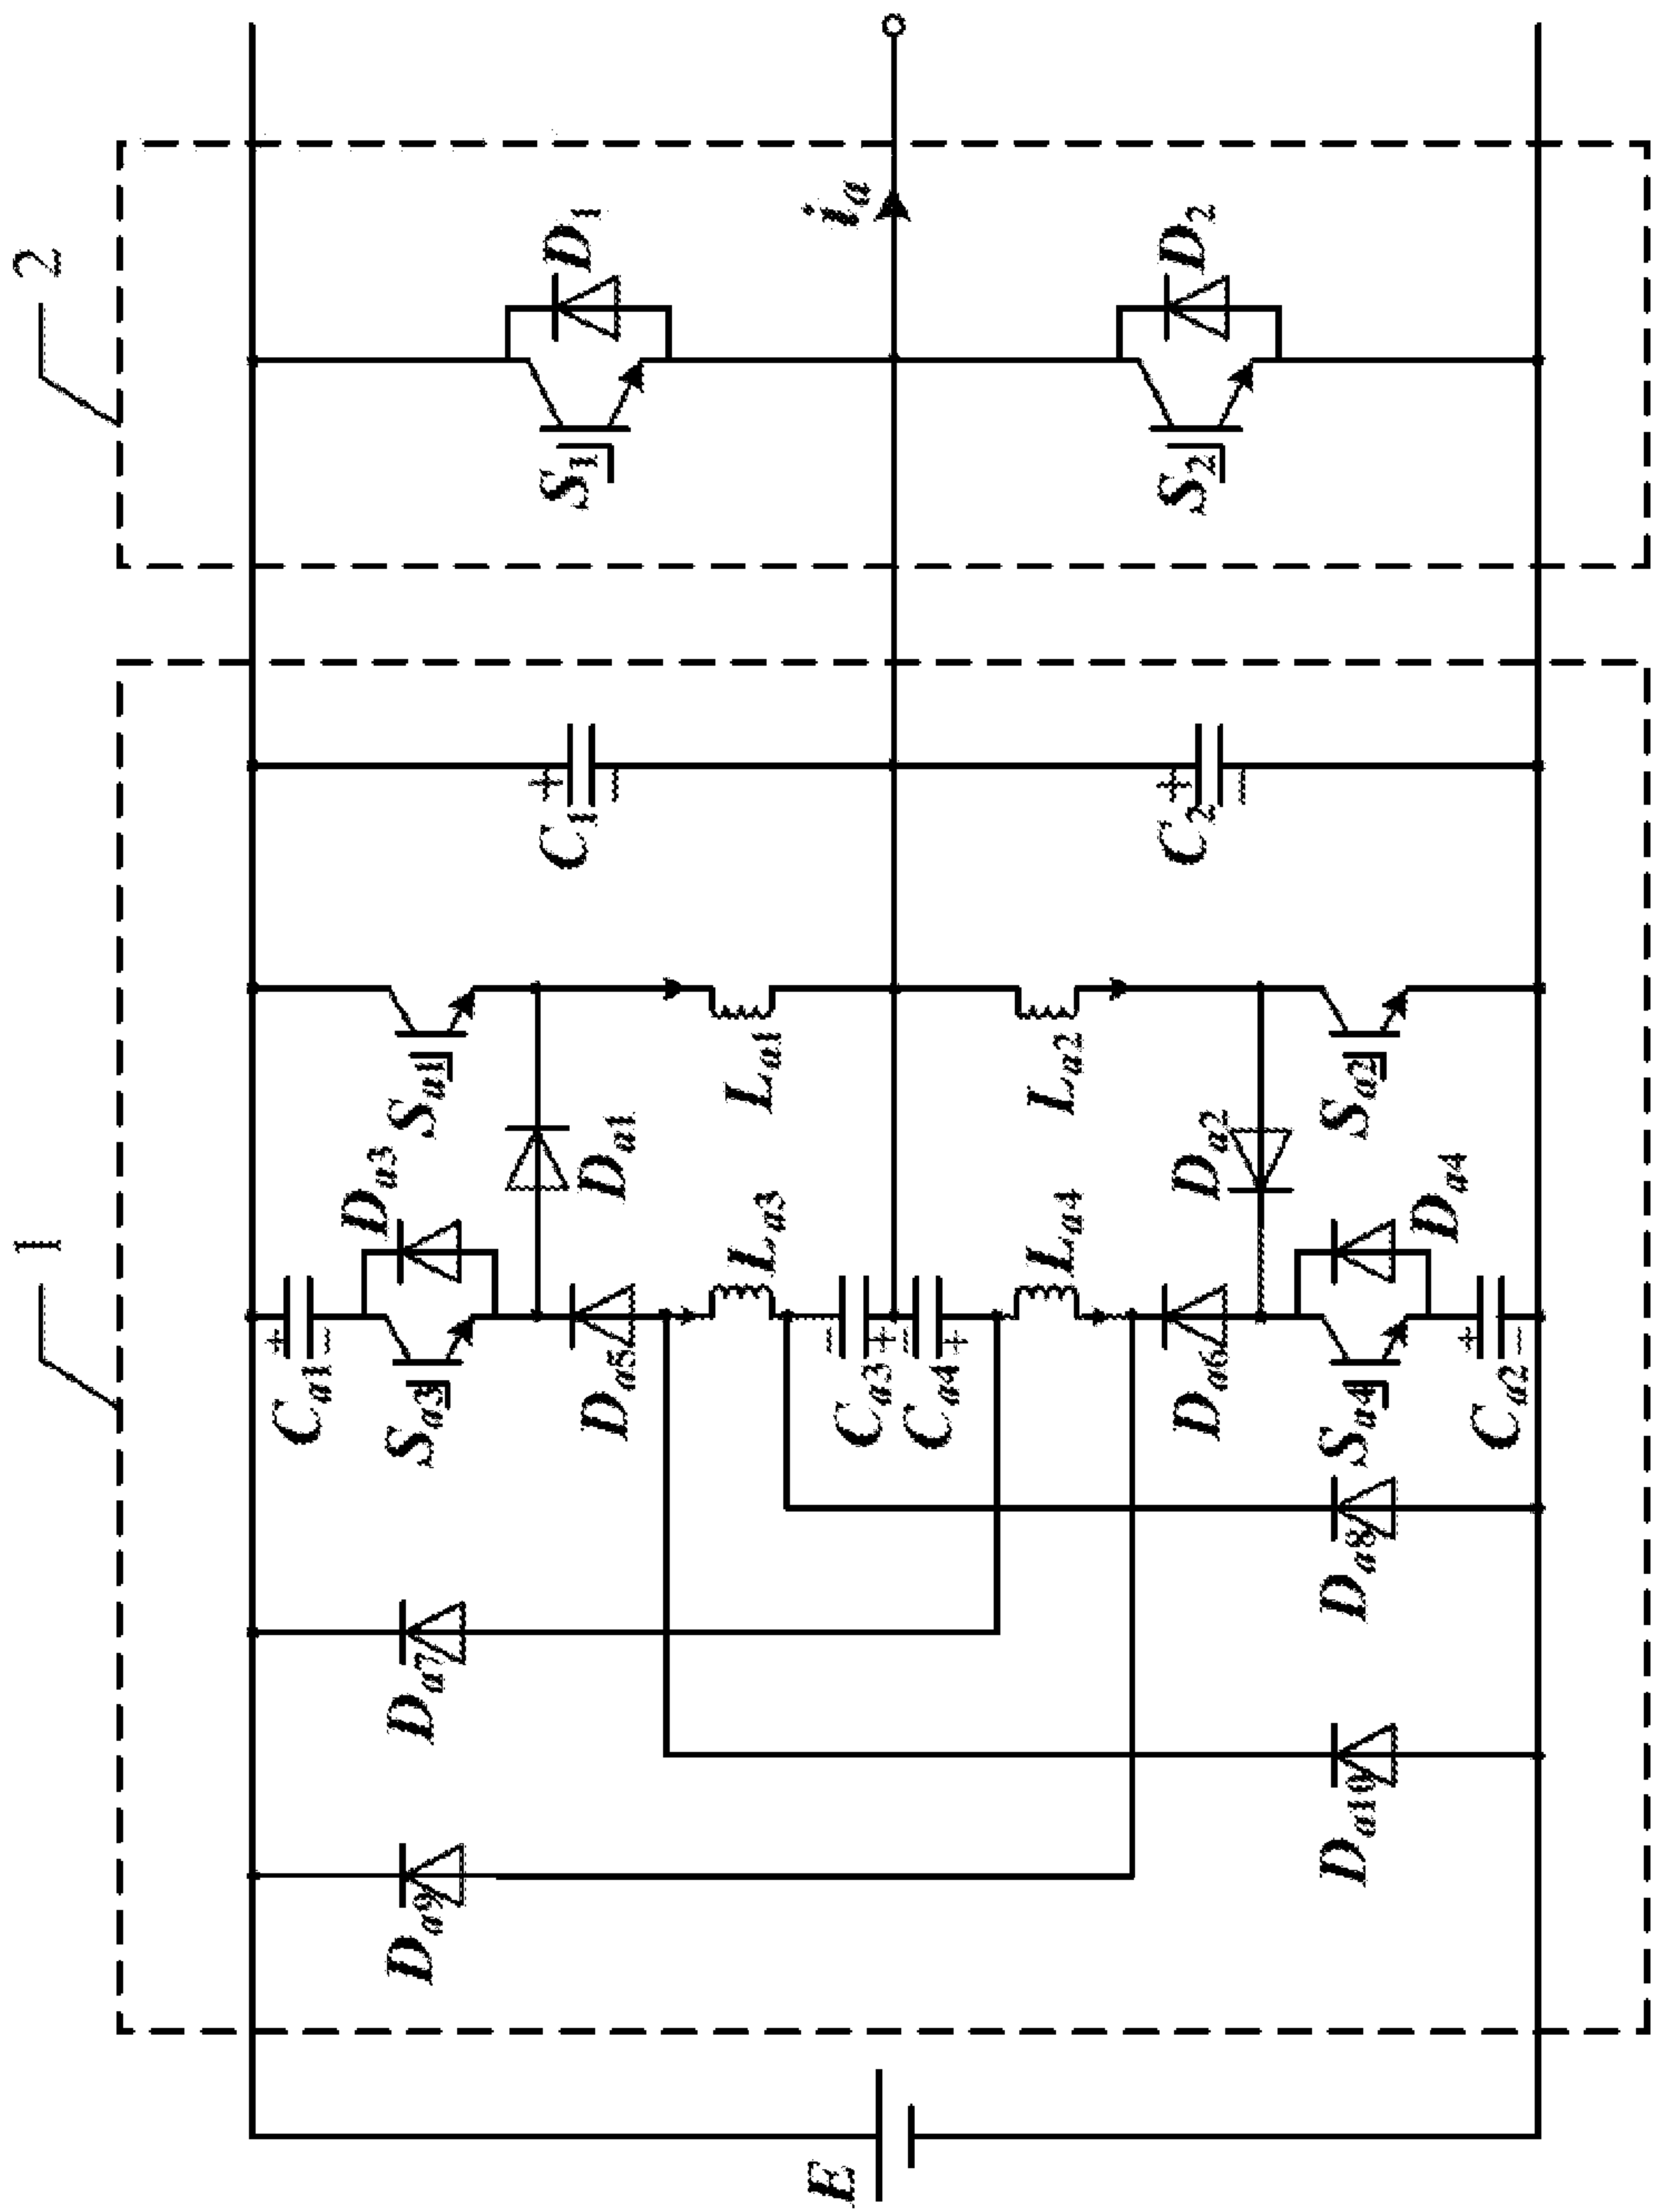 1
2
E
Da9
Da7
Da10
Da8
Ca1
Sa3
Da3
Da5
La3
Ca3
Ca4
La4
Da6
Sa4
Da4
Ca2
Da1
Da2
Sa1
La1
La2
Sa2
C1
C2
S1
D1
S2
D2
ia
+
−
+
−
+
−
+
−
+
−
+
−